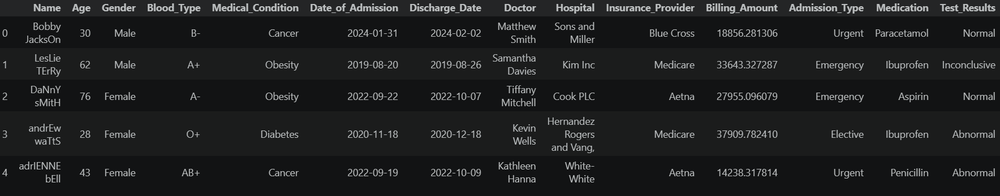 Name Age Gender Blood_Type Medical_Condition Date_of_Admission Discharge_Date Doctor Hospital Insurance_Provider Billing_Amount Admission_Type Medication Test_Results
0 Bobby JacksOn 30 Male B- Cancer 2024-01-31 2024-02-02 Matthew Smith Sons and Miller Blue Cross 18856.281306 Urgent Paracetamol Normal
1 LesLie TErRy 62 Male A+ Obesity 2019-08-20 2019-08-26 Samantha Davies Kim Inc Medicare 33643.327287 Emergency Ibuprofen Inconclusive
2 DaNnY sMitH 76 Female A- Obesity 2022-09-22 2022-10-07 Tiffany Mitchell Cook PLC Aetna 27955.096079 Emergency Aspirin Normal
3 andrEw waTtS 28 Female O+ Diabetes 2020-11-18 2020-12-18 Kevin Wells Hernandez Rogers and Vang, Medicare 37909.782410 Elective Ibuprofen Abnormal
4 adrIENNE bEll 43 Female AB+ Cancer 2022-09-19 2022-10-09 Kathleen Hanna White-White Aetna 14238.317814 Urgent Penicillin Abnormal